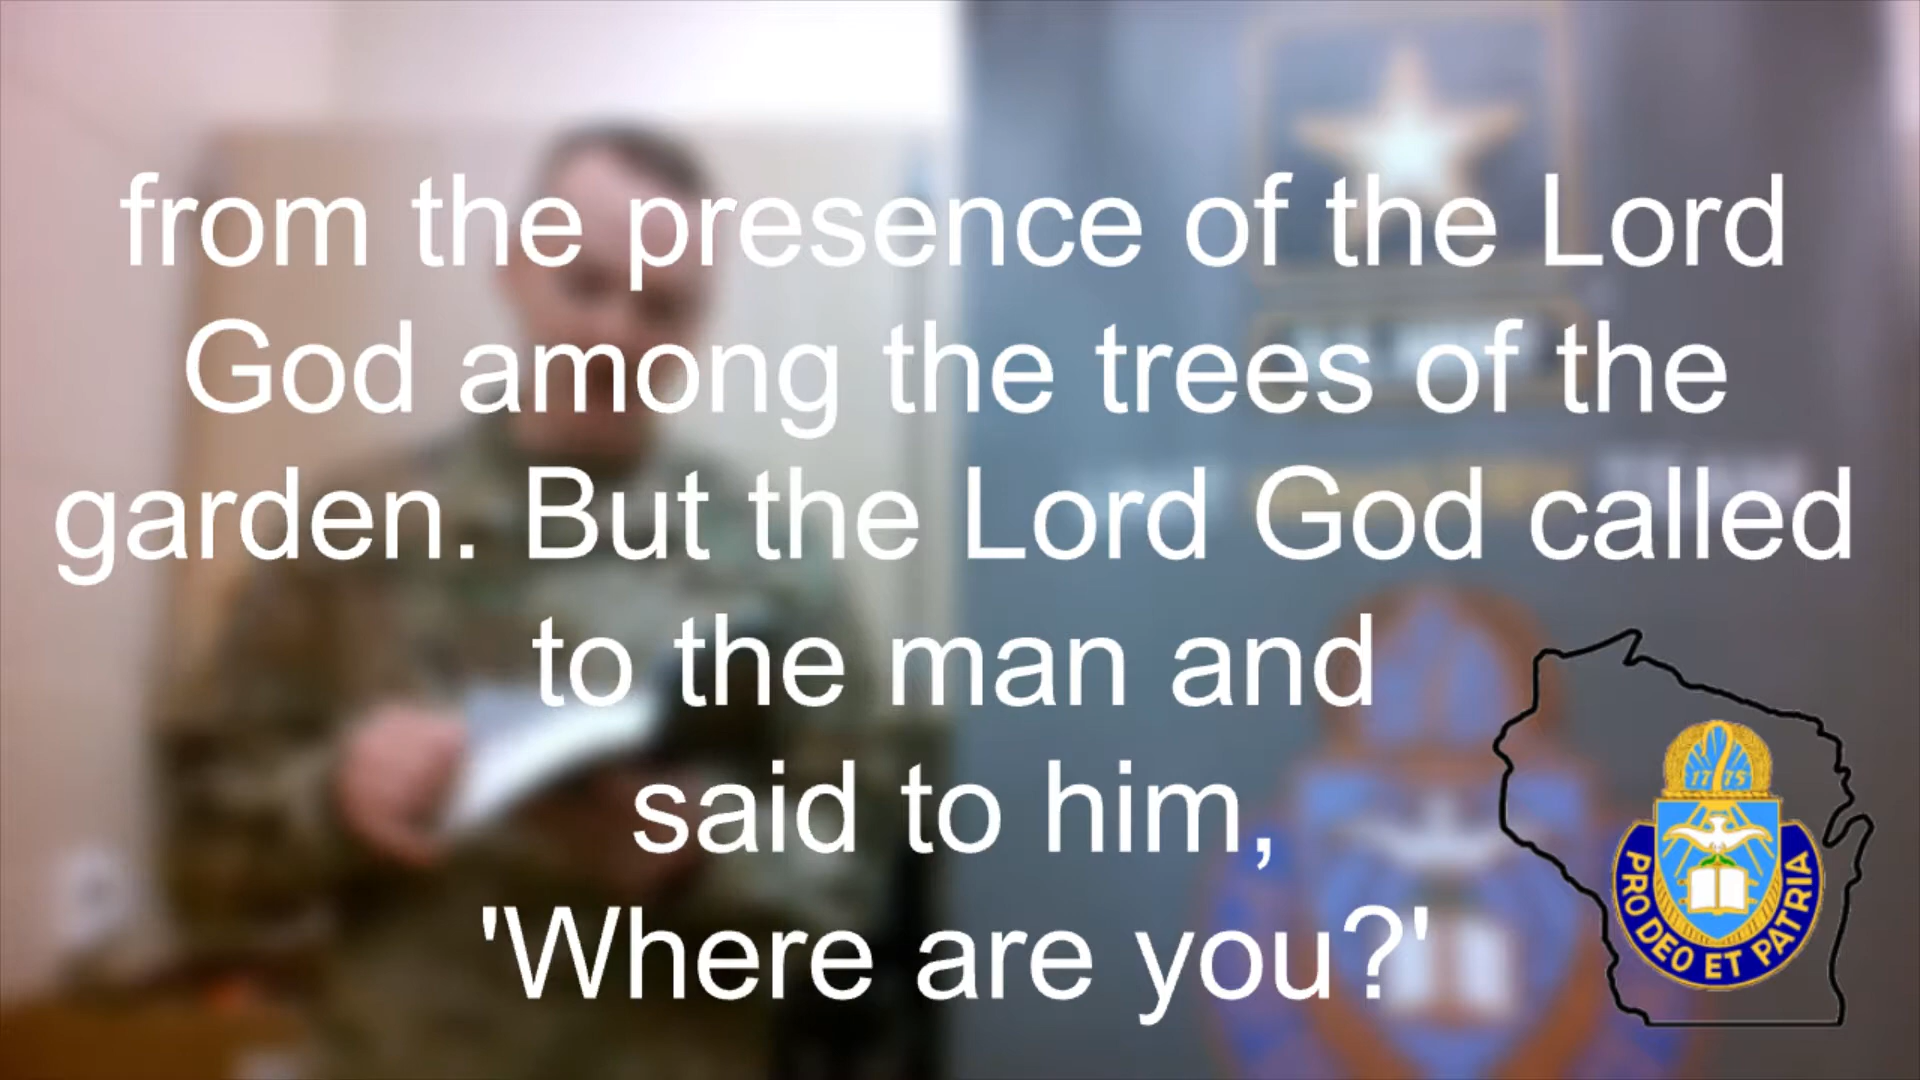 from the presence of the Lord
God among the trees of the
garden. But the Lord God called
to the man and
said to him,
'Where are you?'
1775
PRO DEO ET PATRIA